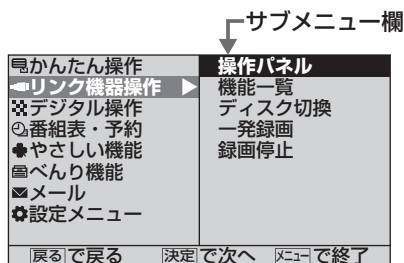 サブメニュー欄
かんたん操作
リンク機器操作
デジタル操作
番組表・予約
やさしい機能
べんり機能
メール
設定メニュー
操作パネル
機能一覧
ディスク切換
一発録画
録画停止
戻るで戻る 決定で次へ メニューで終了